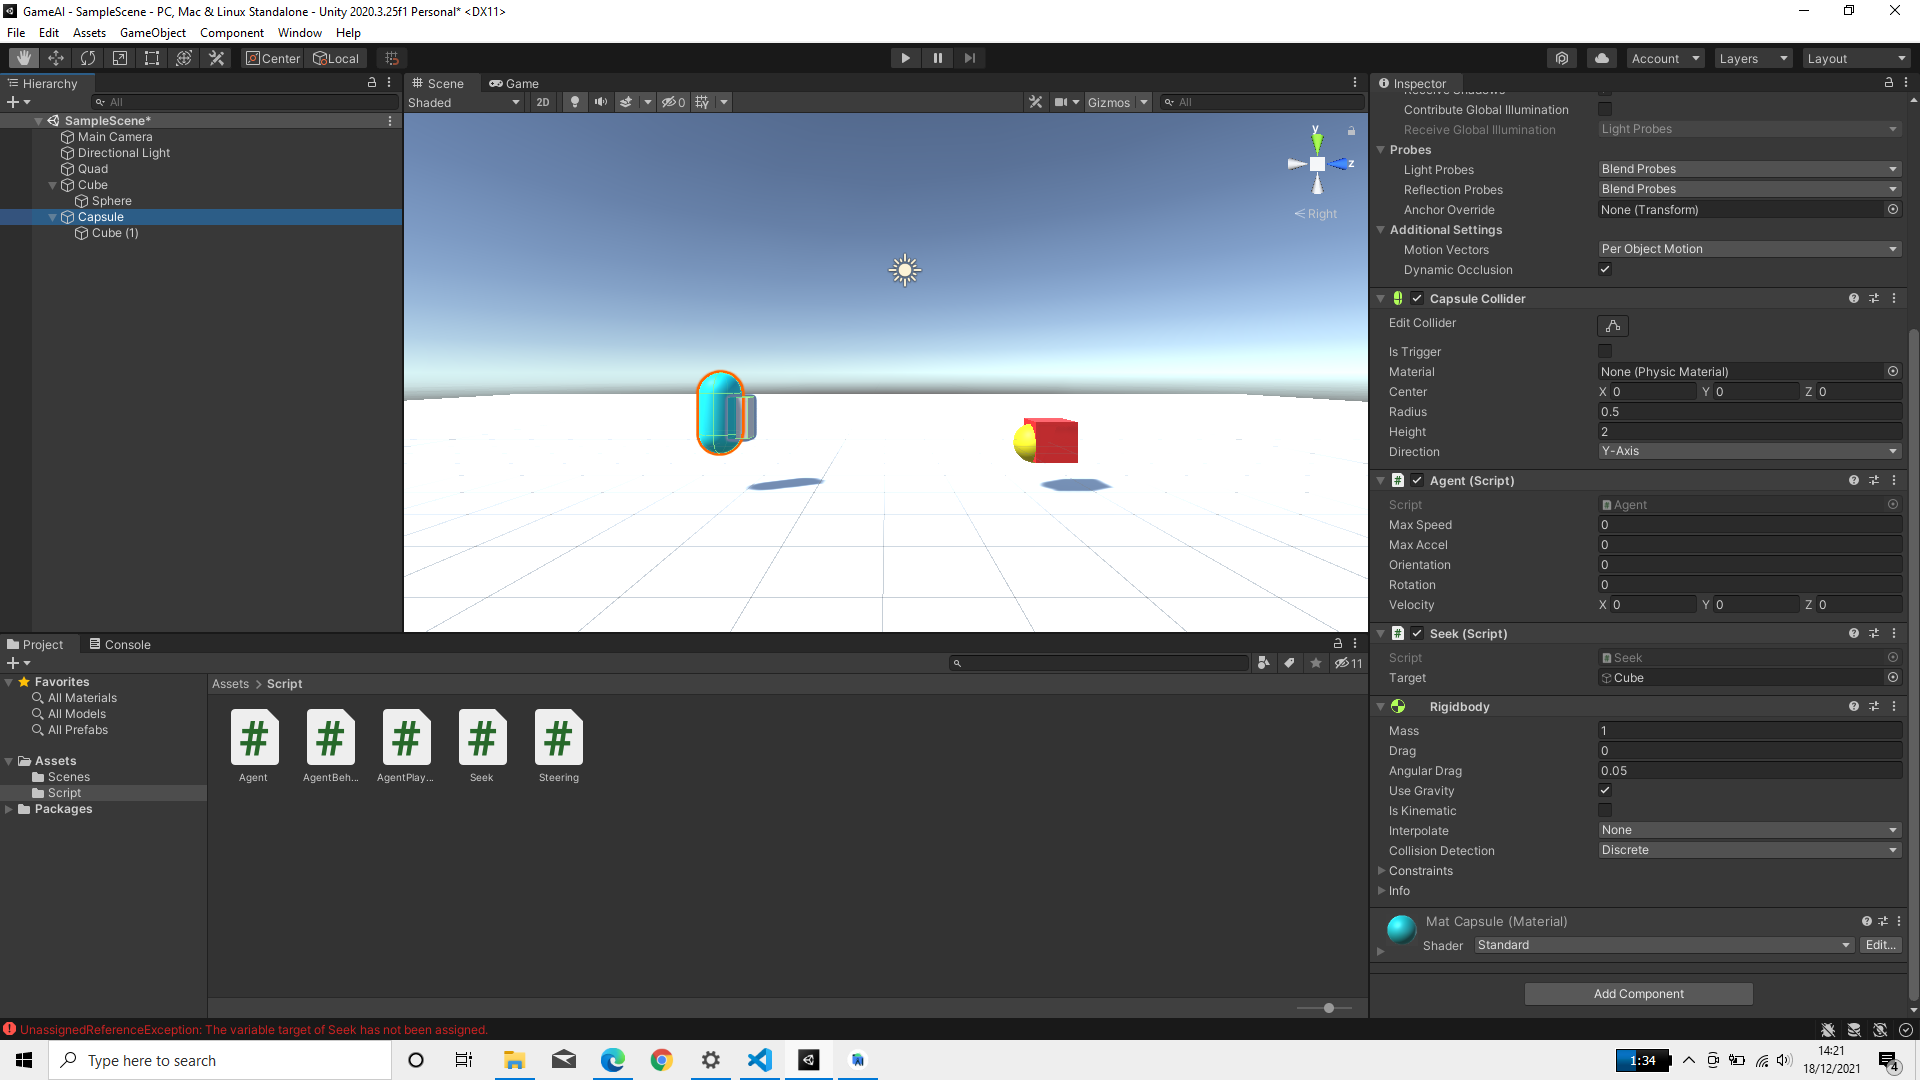 GameAI - SampleScene - PC, Mac & Linux Standalone - Unity 2020.3.25f1 Personal* <DX11>
File Edit Assets GameObject Component Window Help
Center Local
Account Layers Layout
Hierarchy
All
SampleScene*
Main Camera
Directional Light
Quad
Cube
Sphere
Capsule
Cube (1)
Scene Game
Shaded 2D 0 Gizmos All
y
z
Right
Inspector
Receive Shadows
Contribute Global Illumination
Receive Global Illumination Light Probes
Probes
Light Probes Blend Probes
Reflection Probes Blend Probes
Anchor Override None (Transform)
Additional Settings
Motion Vectors Per Object Motion
Dynamic Occlusion
Capsule Collider
Edit Collider
Is Trigger
Material None (Physic Material)
Center X 0 Y 0 Z 0
Radius 0.5
Height 2
Direction Y-Axis
# Agent (Script)
Script Agent
Max Speed 0
Max Accel 0
Orientation 0
Rotation 0
Velocity X 0 Y 0 Z 0
# Seek (Script)
Script Seek
Target Cube
Rigidbody
Mass 1
Drag 0
Angular Drag 0.05
Use Gravity
Is Kinematic
Interpolate None
Collision Detection Discrete
Constraints
Info
Mat Capsule (Material)
Shader Standard Edit...
Add Component
Project Console
11
Favorites
All Materials
All Models
All Prefabs
Assets
Scenes
Script
Packages
Assets > Script
# # # # #
Agent AgentBeh... AgentPlay... Seek Steering
UnassignedReferenceException: The variable target of Seek has not been assigned.
Type here to search
AI
1:34
14:21
18/12/2021
4